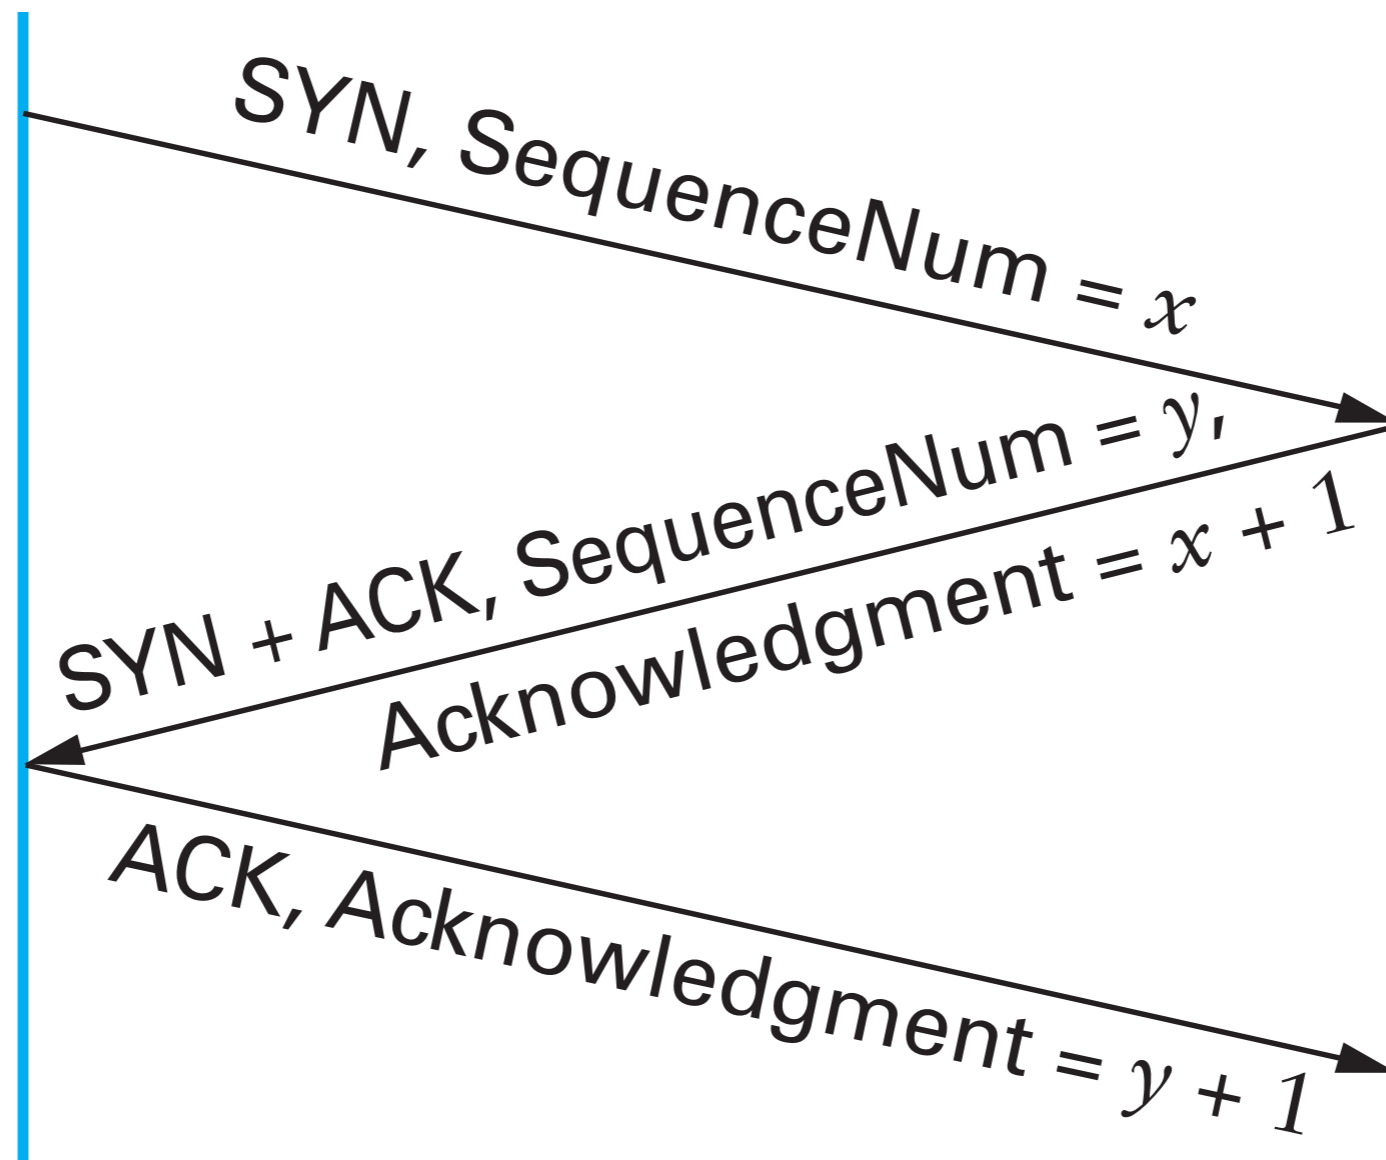 SYN, SequenceNum = x
SYN + ACK, SequenceNum = y,
Acknowledgment = x + 1
ACK, Acknowledgment = y + 1